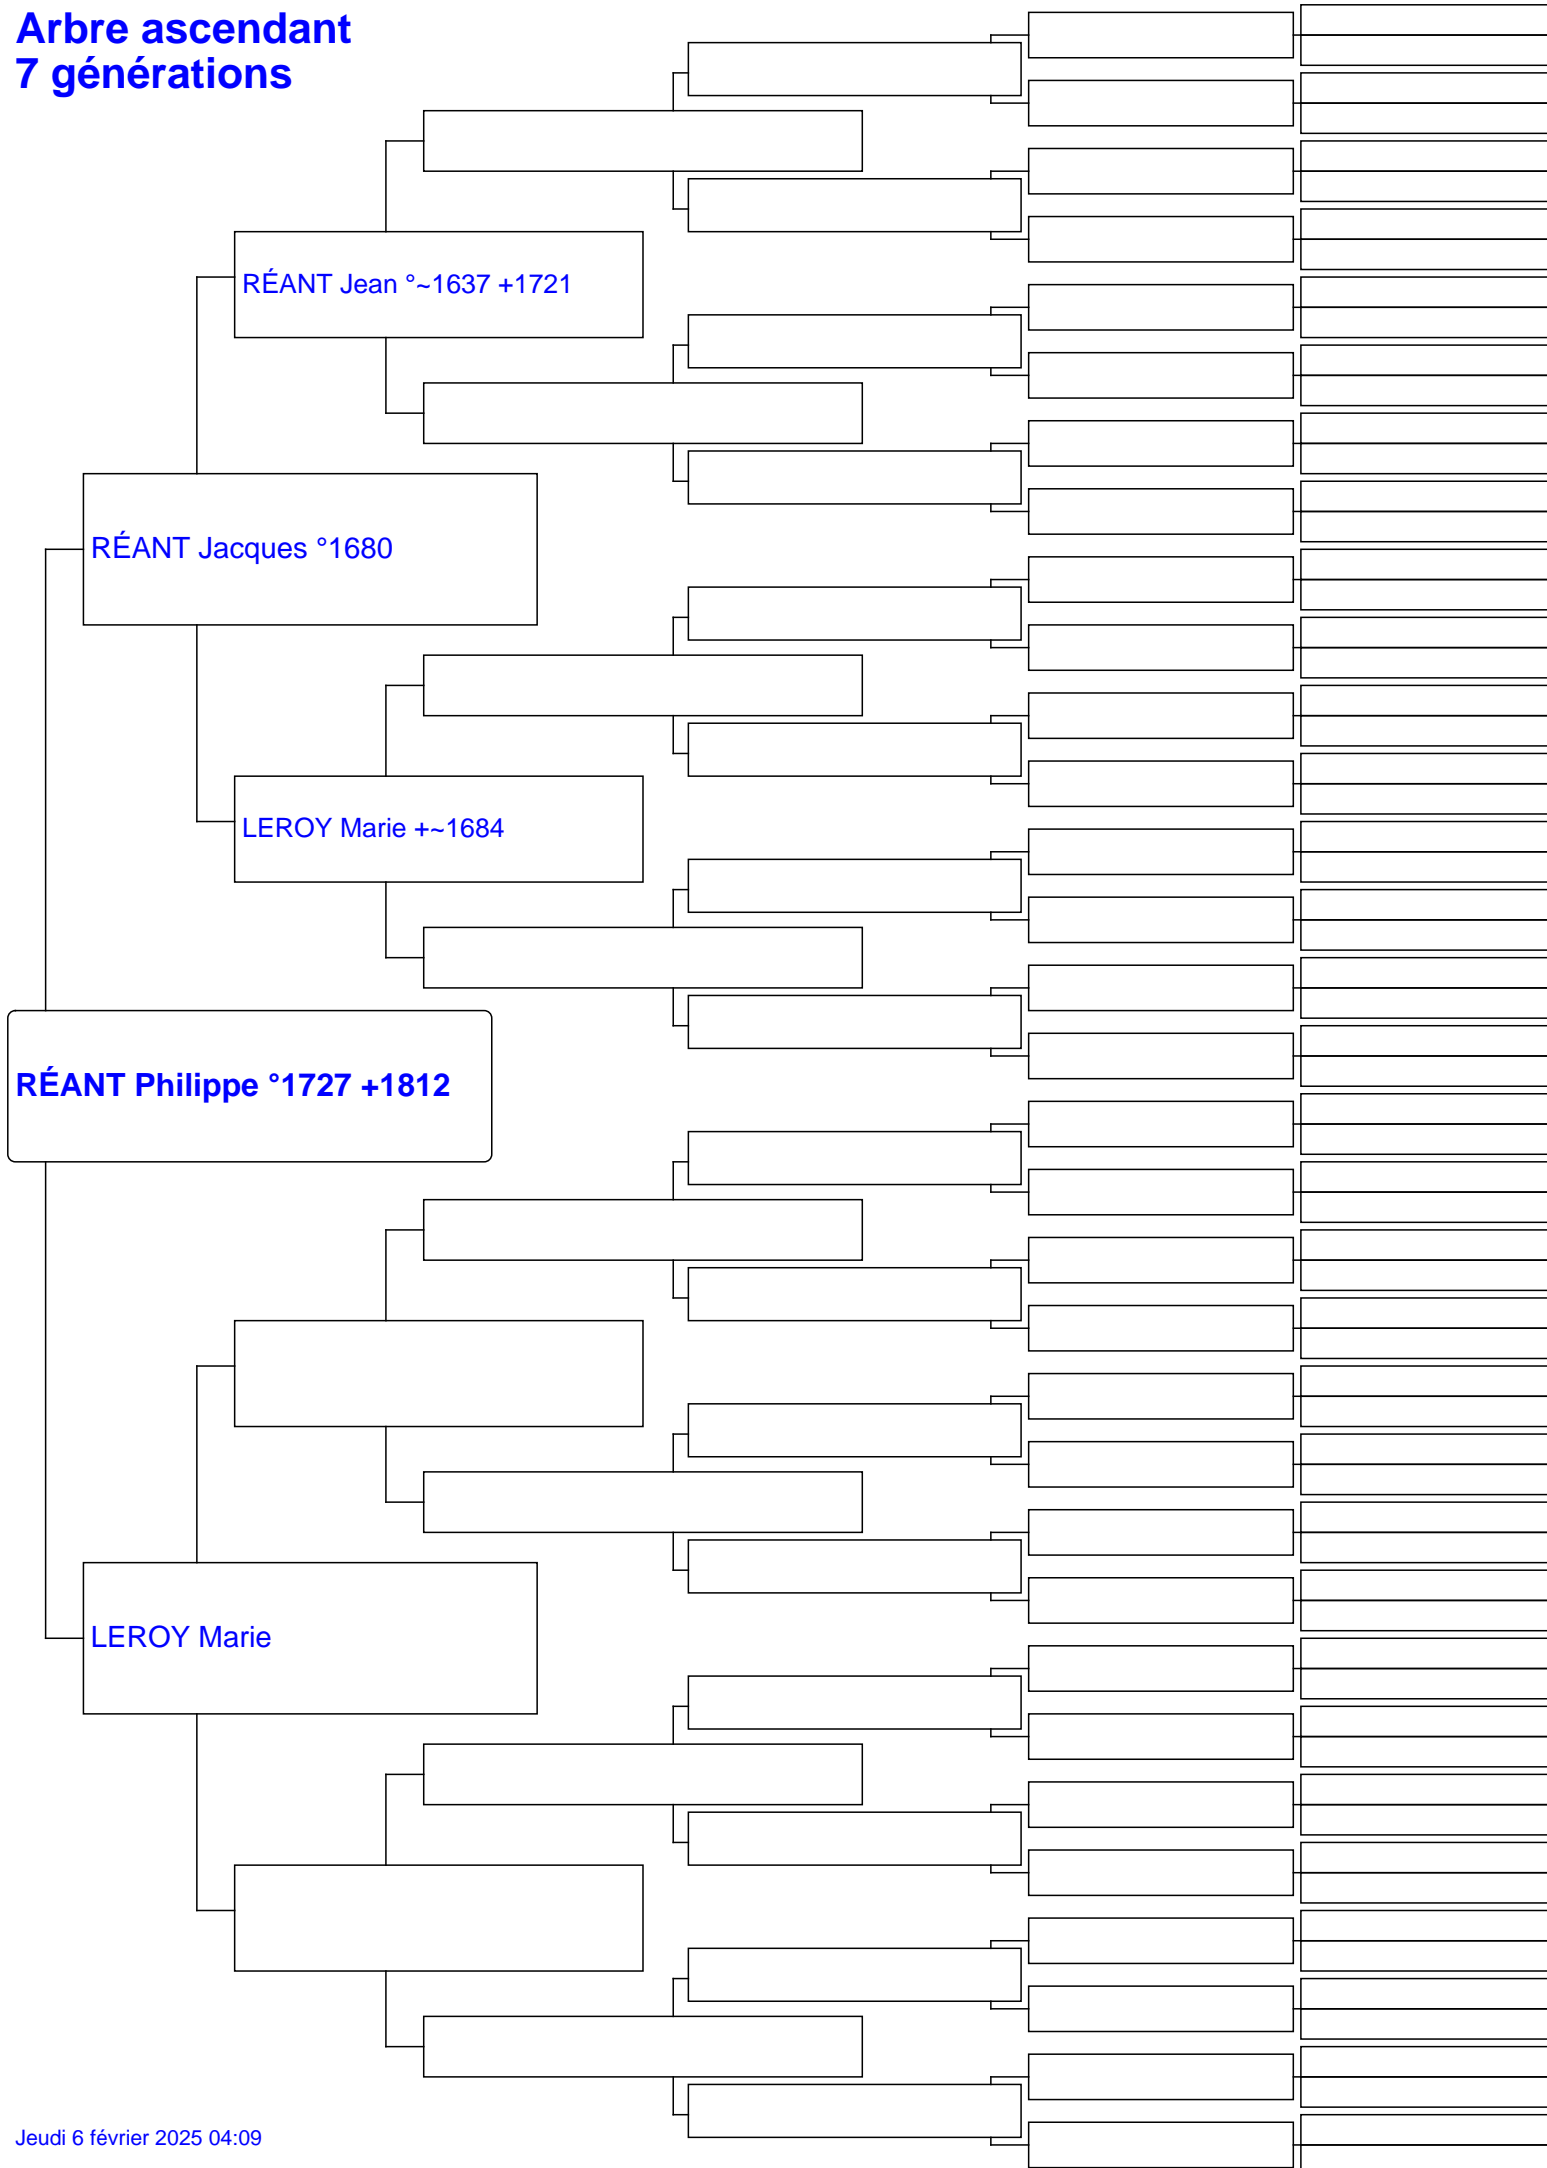 Arbre ascendant
7 générations
RÉANT Jean °~1637 +1721
RÉANT Jacques °1680
LEROY Marie +~1684
RÉANT Philippe °1727 +1812
LEROY Marie
Jeudi 6 février 2025 04:09